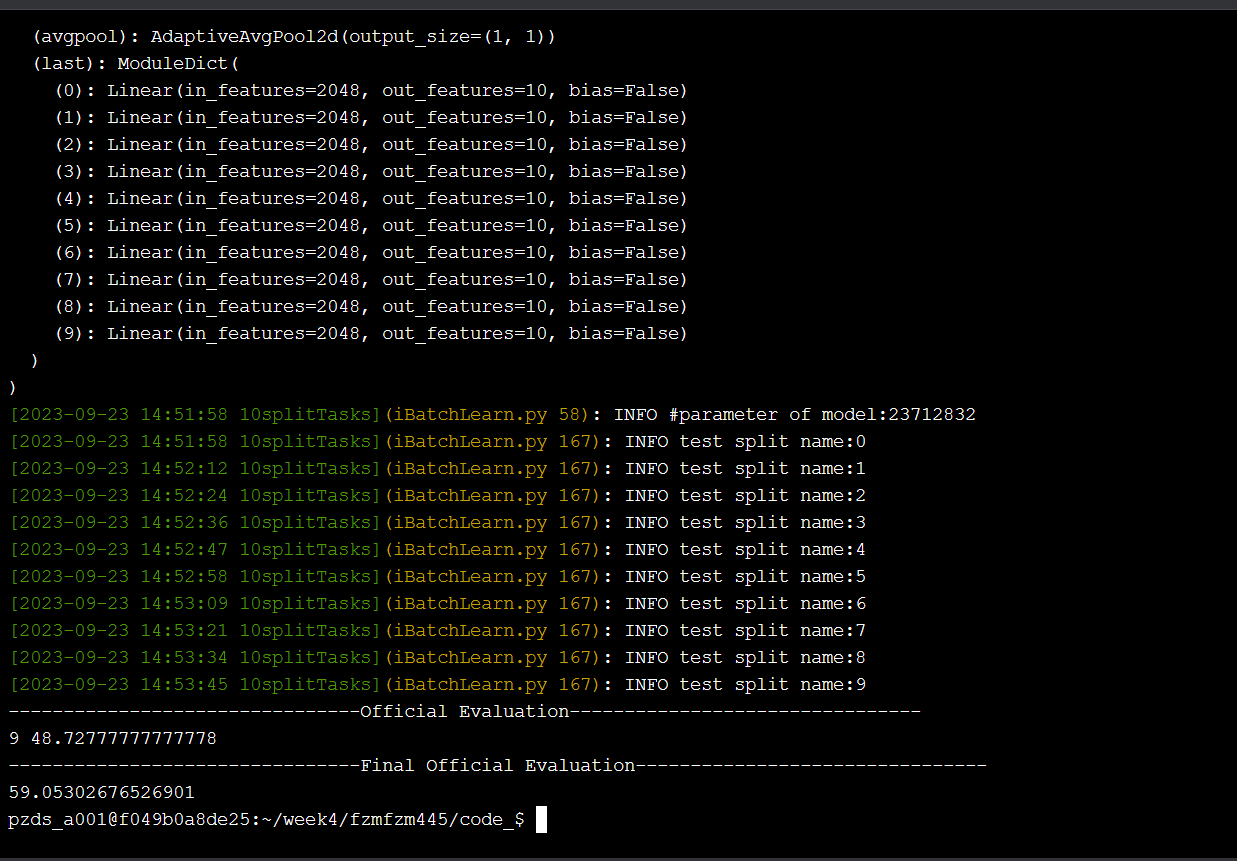 (avgpool): AdaptiveAvgPool2d(output_size=(1, 1))
(last): ModuleDict(
(0): Linear(in_features=2048, out_features=10, bias=False)
(1): Linear(in_features=2048, out_features=10, bias=False)
(2): Linear(in_features=2048, out_features=10, bias=False)
(3): Linear(in_features=2048, out_features=10, bias=False)
(4): Linear(in_features=2048, out_features=10, bias=False)
(5): Linear(in_features=2048, out_features=10, bias=False)
(6): Linear(in_features=2048, out_features=10, bias=False)
(7): Linear(in_features=2048, out_features=10, bias=False)
(8): Linear(in_features=2048, out_features=10, bias=False)
(9): Linear(in_features=2048, out_features=10, bias=False)
)
)
[2023-09-23 14:51:58 10splitTasks](iBatchLearn.py 58): INFO #parameter of model:23712832
[2023-09-23 14:51:58 10splitTasks](iBatchLearn.py 167): INFO test split name:0
[2023-09-23 14:52:12 10splitTasks](iBatchLearn.py 167): INFO test split name:1
[2023-09-23 14:52:24 10splitTasks](iBatchLearn.py 167): INFO test split name:2
[2023-09-23 14:52:36 10splitTasks](iBatchLearn.py 167): INFO test split name:3
[2023-09-23 14:52:47 10splitTasks](iBatchLearn.py 167): INFO test split name:4
[2023-09-23 14:52:58 10splitTasks](iBatchLearn.py 167): INFO test split name:5
[2023-09-23 14:53:09 10splitTasks](iBatchLearn.py 167): INFO test split name:6
[2023-09-23 14:53:21 10splitTasks](iBatchLearn.py 167): INFO test split name:7
[2023-09-23 14:53:34 10splitTasks](iBatchLearn.py 167): INFO test split name:8
[2023-09-23 14:53:45 10splitTasks](iBatchLearn.py 167): INFO test split name:9
--------------------------------Official Evaluation--------------------------------
9 48.72777777777778
--------------------------------Final Official Evaluation--------------------------------
59.05302676526901
pzds_a001@f049b0a8de25:~/week4/fzmfzm445/code_$